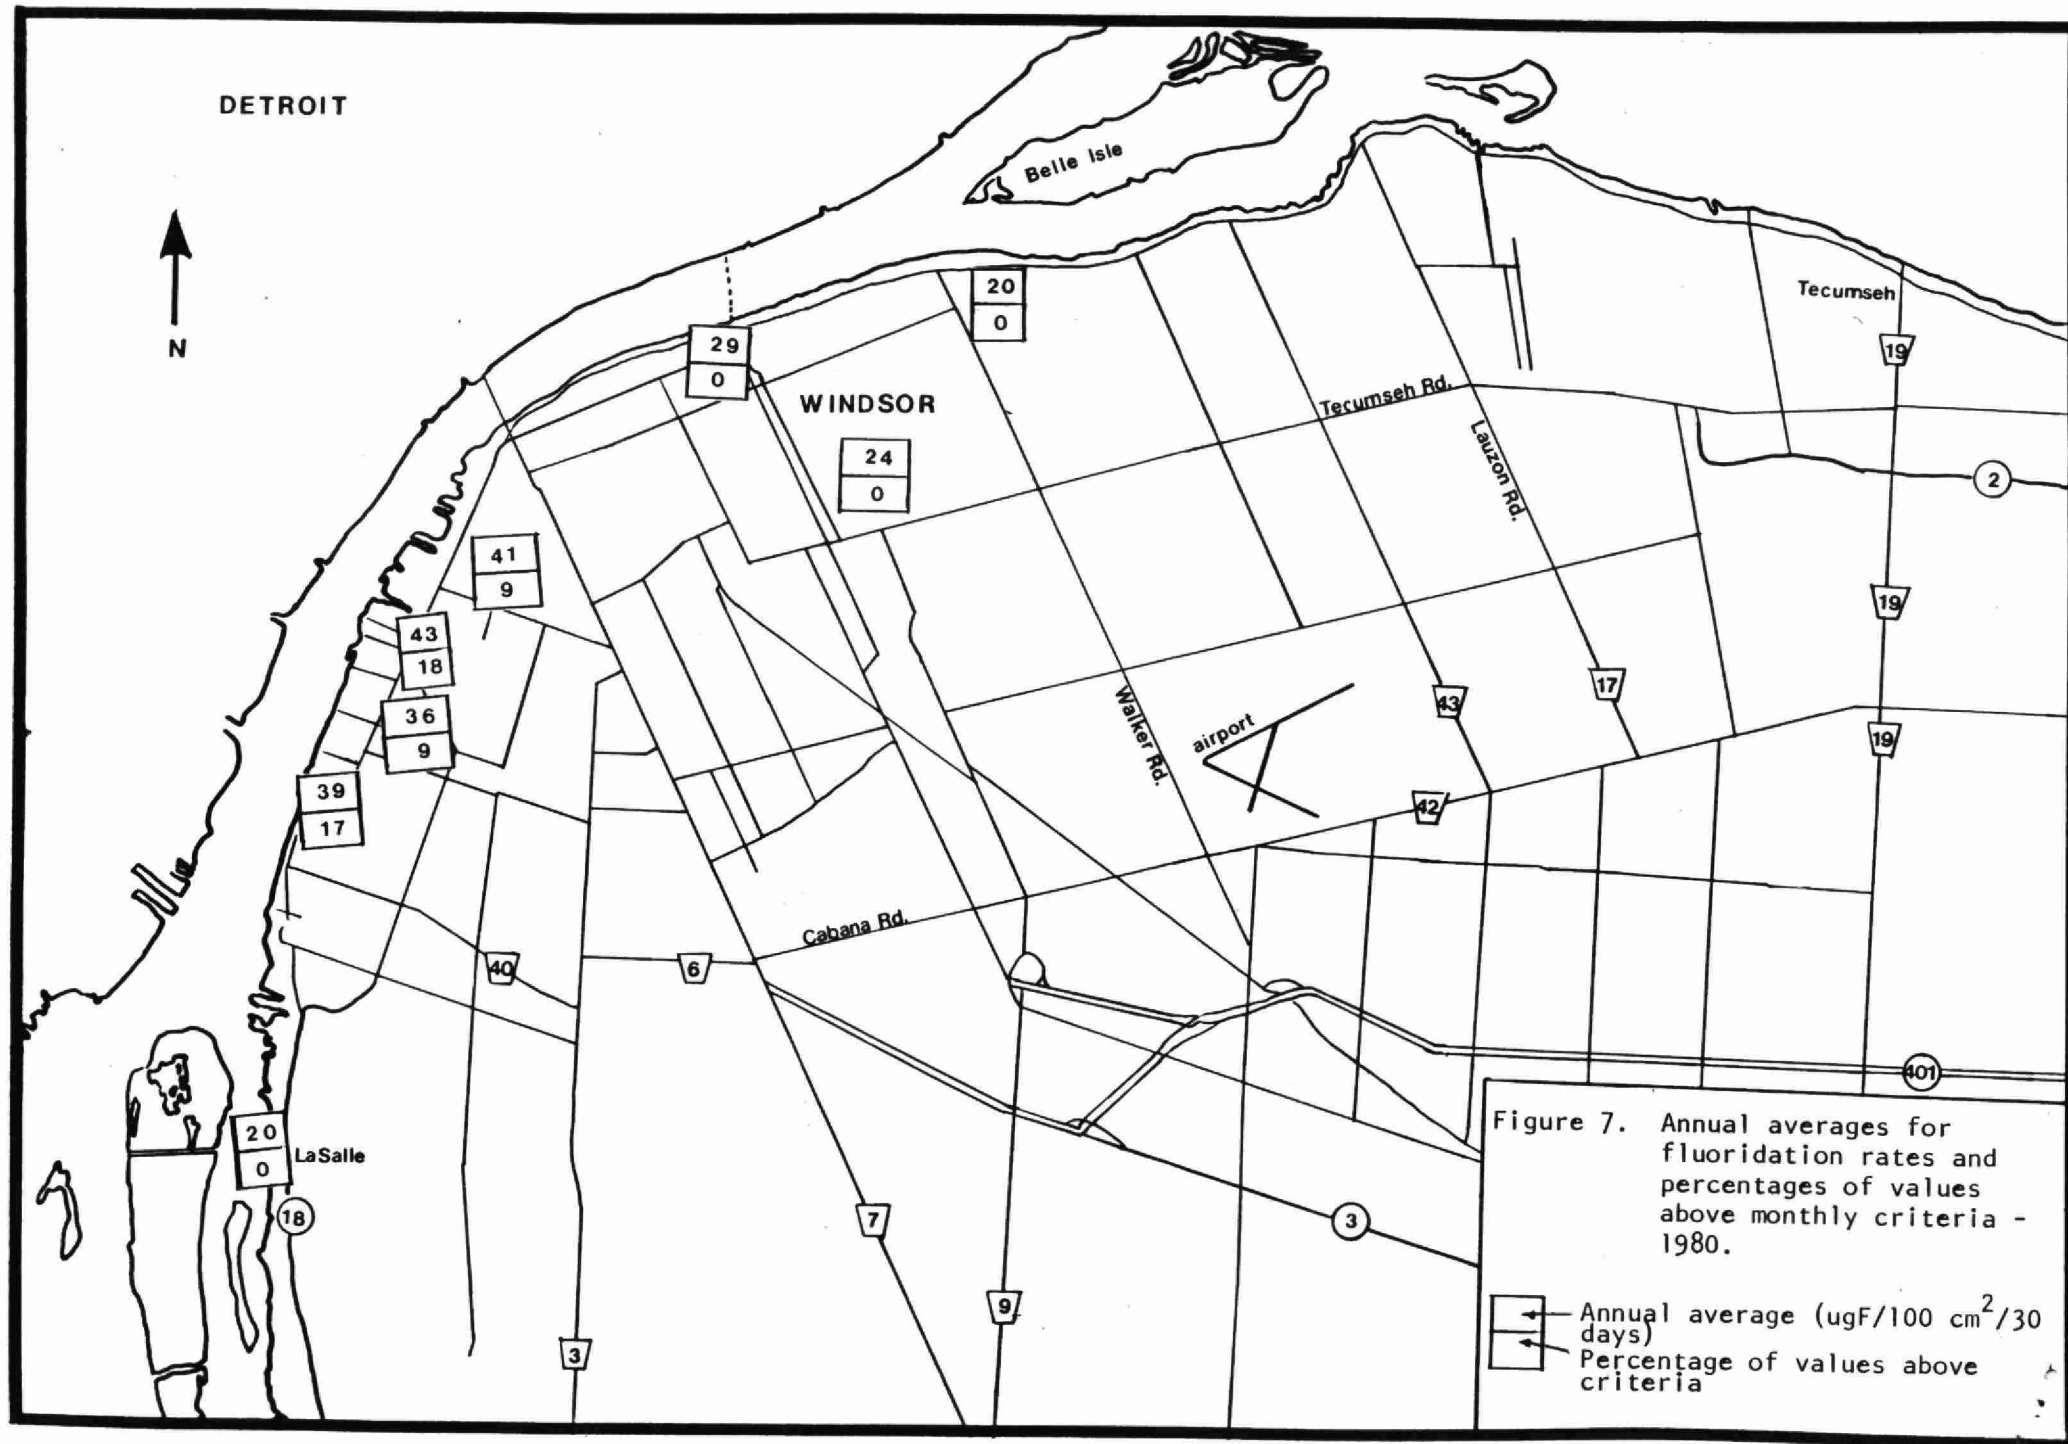 DETROIT
Belle Isle
N
20
0
Tecumseh
19
29
0
WINDSOR
Tecumseh Rd.
24
0
Lauzon Rd.
2
41
9
19
43
18
36
9
Walker Rd.
airport
43
17
19
39
17
42
Cabana Rd.
40
6
401
20
0
LaSalle
18
7
3
9
3
Figure 7. Annual averages for
fluoridation rates and
percentages of values
above monthly criteria -
1980.
Annual average (ugF/100 cm²/30
days)
Percentage of values above
criteria